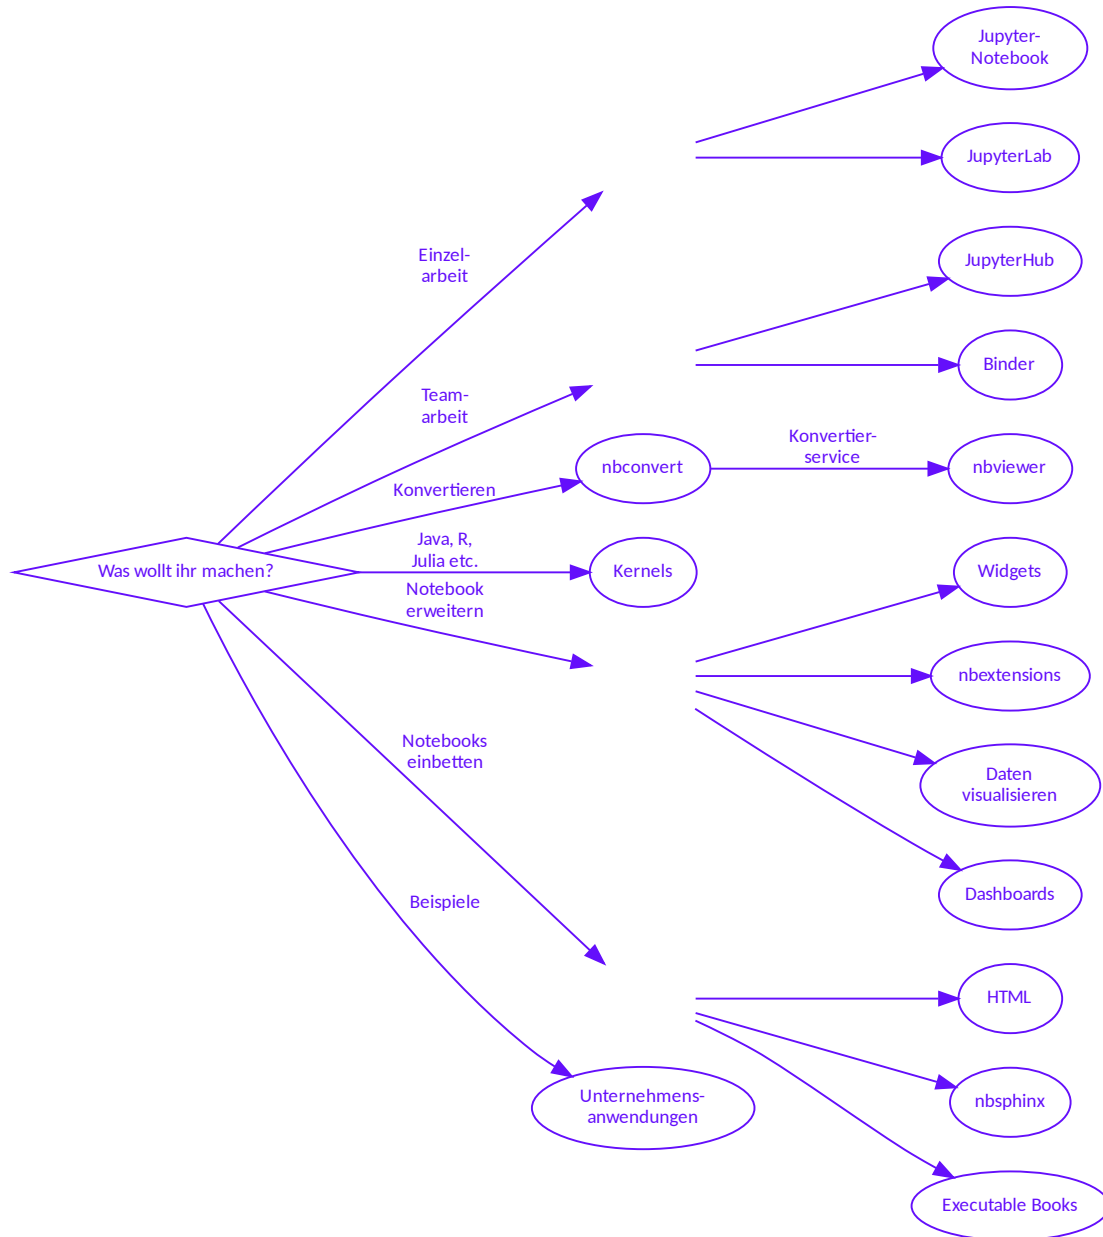 Jupyter-
Notebook
JupyterLab
Einzel-
arbeit
JupyterHub
Binder
Team-
arbeit
Konvertier-
service
nbconvert
nbviewer
Konvertieren
Java, R,
Julia etc.
Was wollt ihr machen?
Kernels
Widgets
Notebook
erweitern
nbextensions
Notebooks
einbetten
Daten
visualisieren
Dashboards
Beispiele
HTML
Unternehmens-
anwendungen
nbsphinx
Executable Books